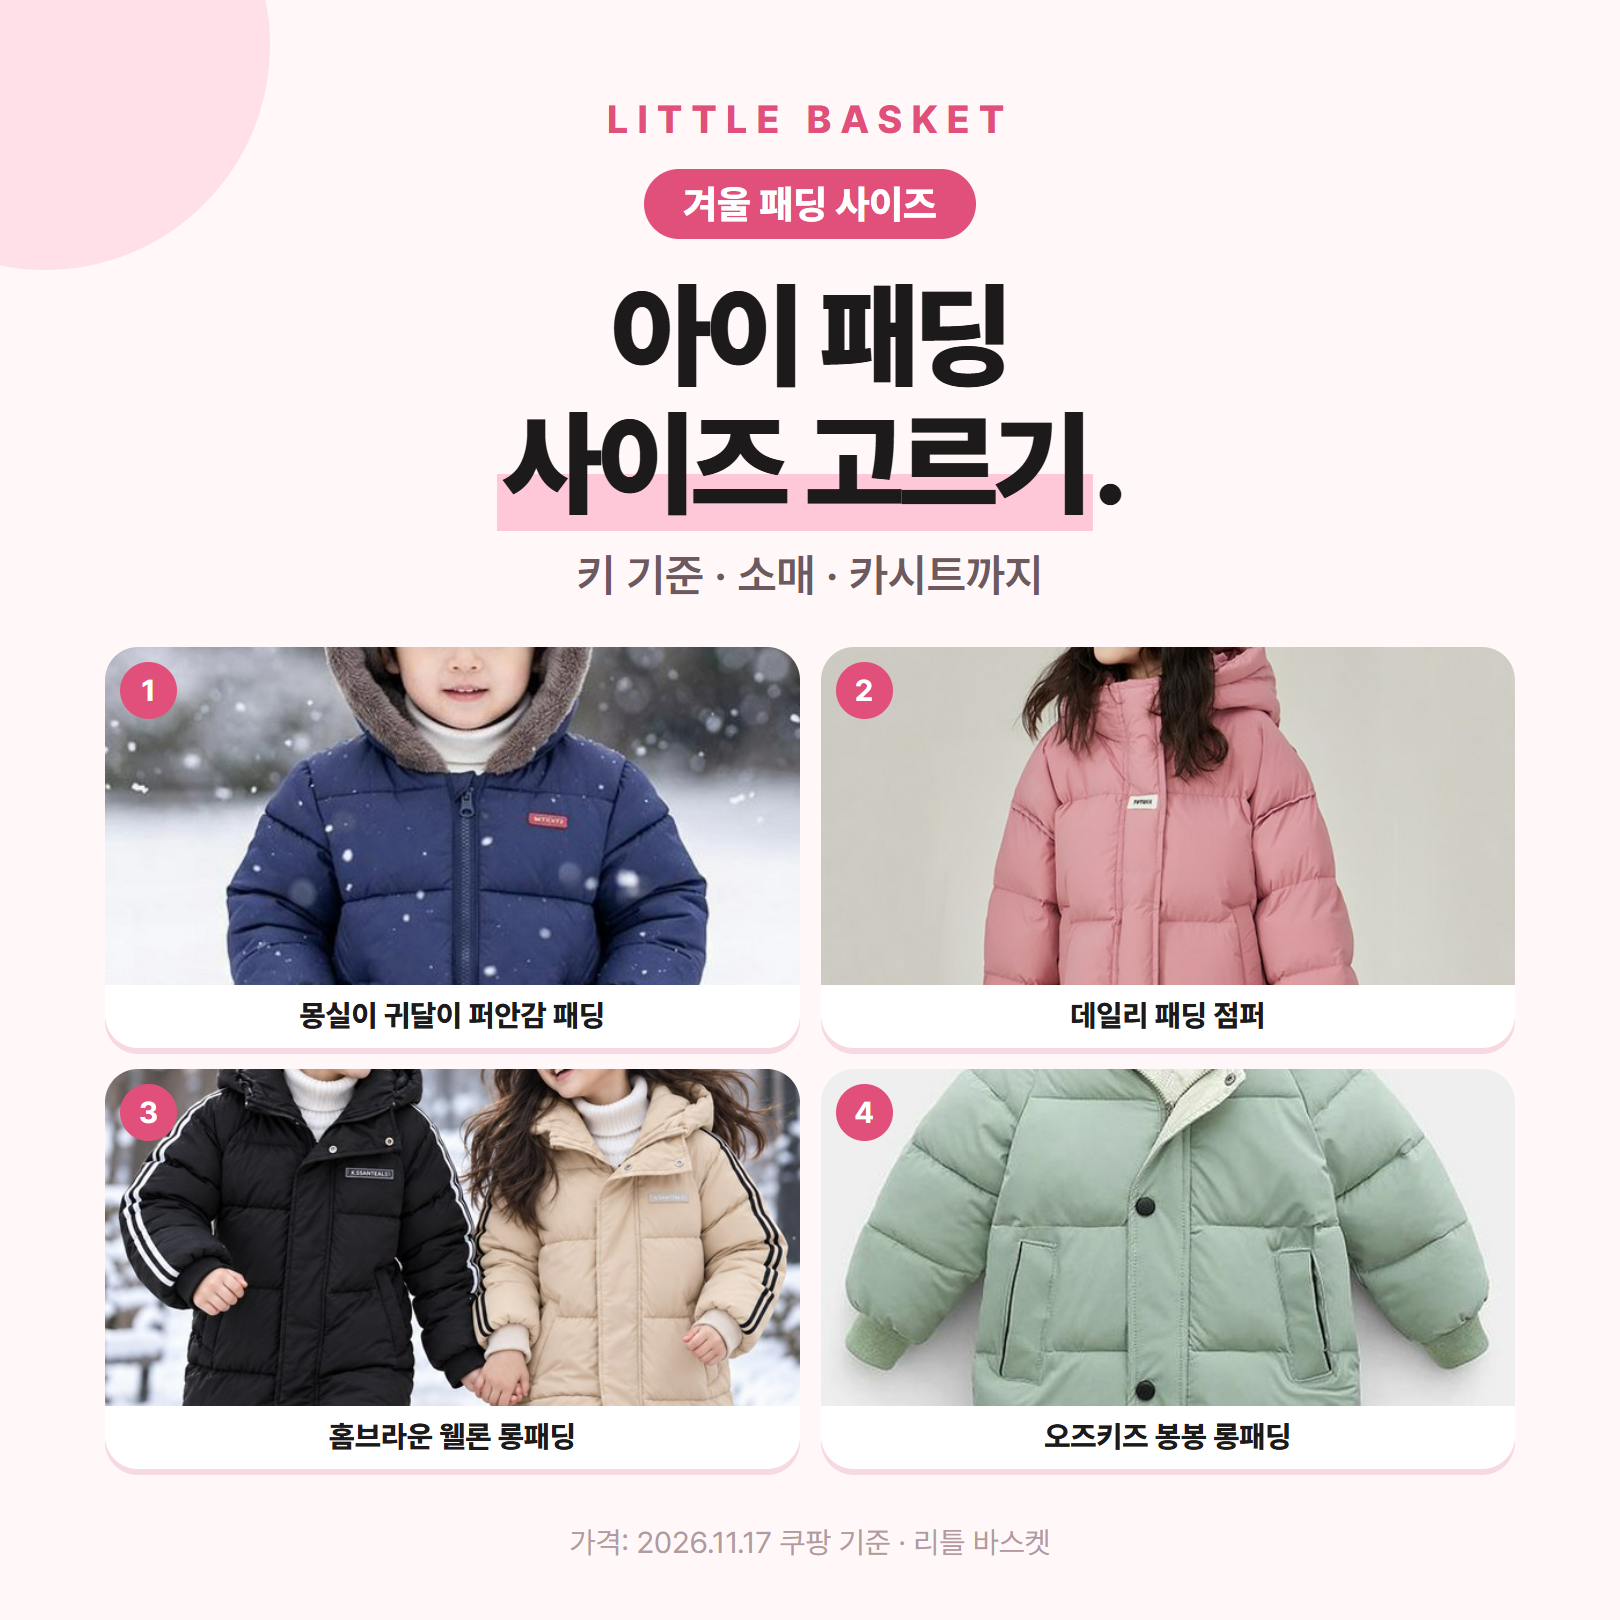 LITTLE BASKET
겨울 패딩 사이즈
아이 패딩
사이즈 고르기.
키 기준 · 소매 · 카시트까지
1
2
몽실이 귀달이 퍼안감 패딩
데일리 패딩 점퍼
3
4
홈브라운 웰론 롱패딩
오즈키즈 봉봉 롱패딩
가격: 2026.11.17 쿠팡 기준 · 리틀 바스켓